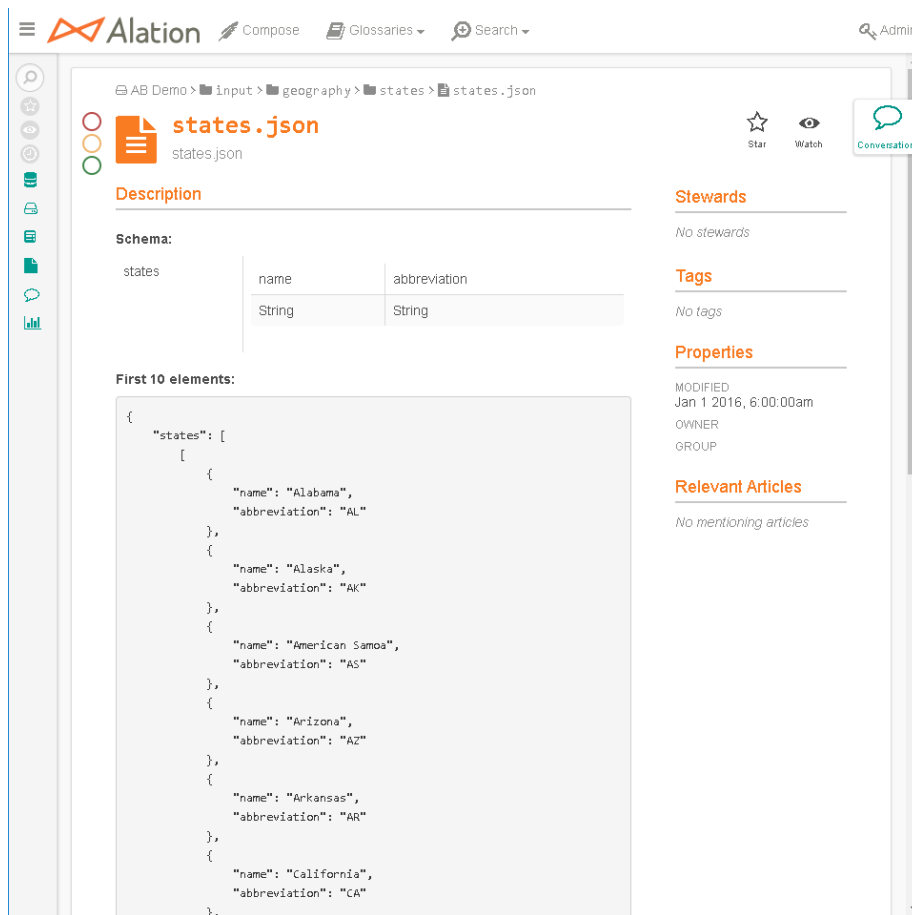 Alation Compose Glossaries Search Admin
AB Demo > input > geography > states > states.json
states.json
states.json
Star Watch Conversation
Description
Schema:
states
name abbreviation
String String
First 10 elements:
{
"states": [
[
{
"name": "Alabama",
"abbreviation": "AL"
},
{
"name": "Alaska",
"abbreviation": "AK"
},
{
"name": "American Samoa",
"abbreviation": "AS"
},
{
"name": "Arizona",
"abbreviation": "AZ"
},
{
"name": "Arkansas",
"abbreviation": "AR"
},
{
"name": "California",
"abbreviation": "CA"
},
Stewards
No stewards
Tags
No tags
Properties
MODIFIED
Jan 1 2016, 6:00:00am
OWNER
GROUP
Relevant Articles
No mentioning articles